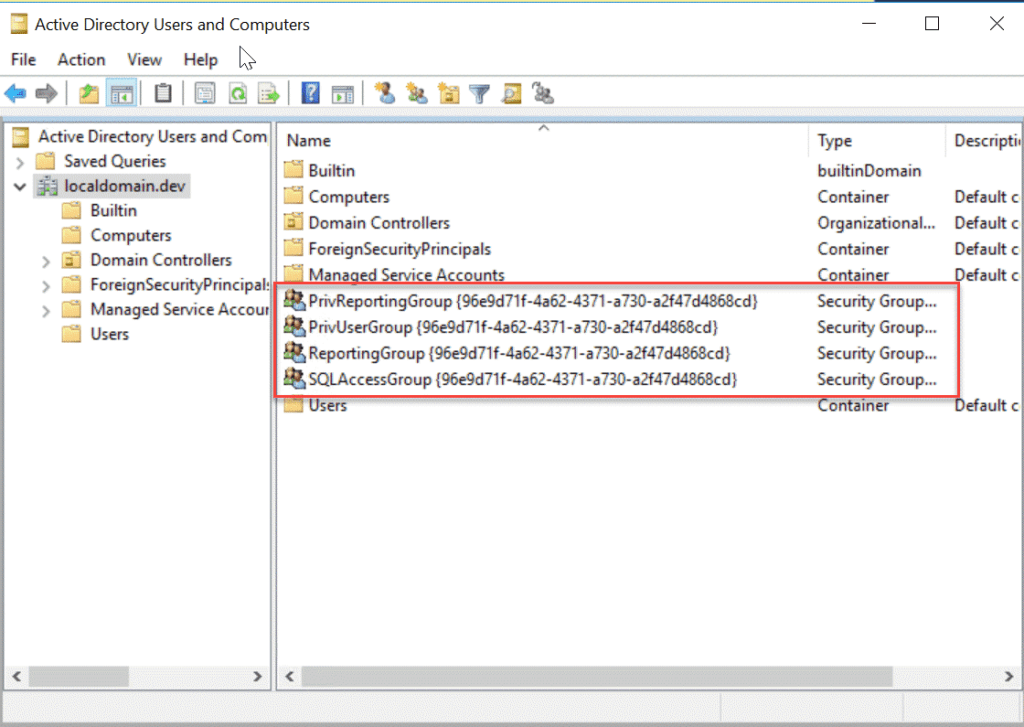 Active Directory Users and Computers
File Action View Help
Active Directory Users and Com
Saved Queries
localdomain.dev
Builtin
Computers
Domain Controllers
ForeignSecurityPrincipals
Managed Service Accour
Users
Name Type Descripti
Builtin builtinDomain
Computers Container Default c
Domain Controllers Organizational... Default c
ForeignSecurityPrincipals Container Default c
Managed Service Accounts Container Default c
PrivReportingGroup {96e9d71f-4a62-4371-a730-a2f47d4868cd} Security Group...
PrivUserGroup {96e9d71f-4a62-4371-a730-a2f47d4868cd} Security Group...
ReportingGroup {96e9d71f-4a62-4371-a730-a2f47d4868cd} Security Group...
SQLAccessGroup {96e9d71f-4a62-4371-a730-a2f47d4868cd} Security Group...
Users Container Default c